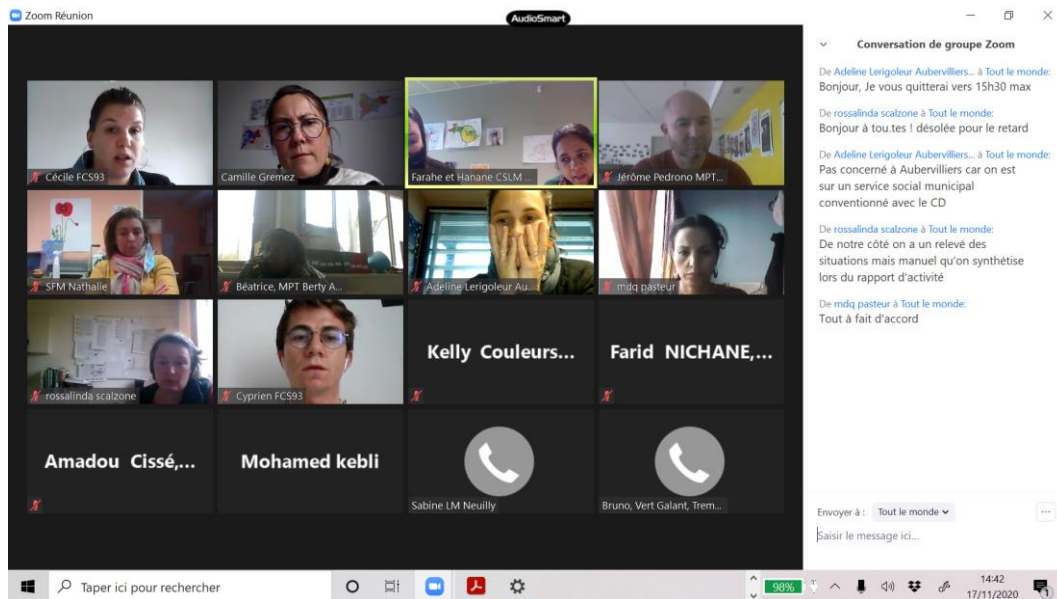 Zoom Réunion
AudioSmart
Cécile FCS93
Camille Gremez
Farahe et Hanane CSLM ...
Jérôme Pedrono MPT...
SFM Nathalie
Béatrice, MPT Berty A...
Adeline Lerigoleur Au...
mdq pasteur
rossalinda scalzone
Cyprien FCS93
Kelly Couleurs...
Farid NICHANE,...
Amadou Cissé,...
Mohamed kebli
Sabine LM Neuilly
Bruno, Vert Galant, Trem...
Conversation de groupe Zoom
De Adeline Lerigoleur Aubervilliers... à Tout le monde:
Bonjour, Je vous quitterai vers 15h30 max
De rossalinda scalzone à Tout le monde:
Bonjour à tou.tes ! désolée pour le retard
De Adeline Lerigoleur Aubervilliers... à Tout le monde:
Pas concerné à Aubervilliers car on est
sur un service social municipal
conventionné avec le CD
De rossalinda scalzone à Tout le monde:
De notre côté on a un relevé des
situations mais manuel qu'on synthétise
lors du rapport d'activité
De mdq pasteur à Tout le monde:
Tout à fait d'accord
Envoyer à : Tout le monde
Saisir le message ici...
Taper ici pour rechercher
98%
14:42
17/11/2020
1